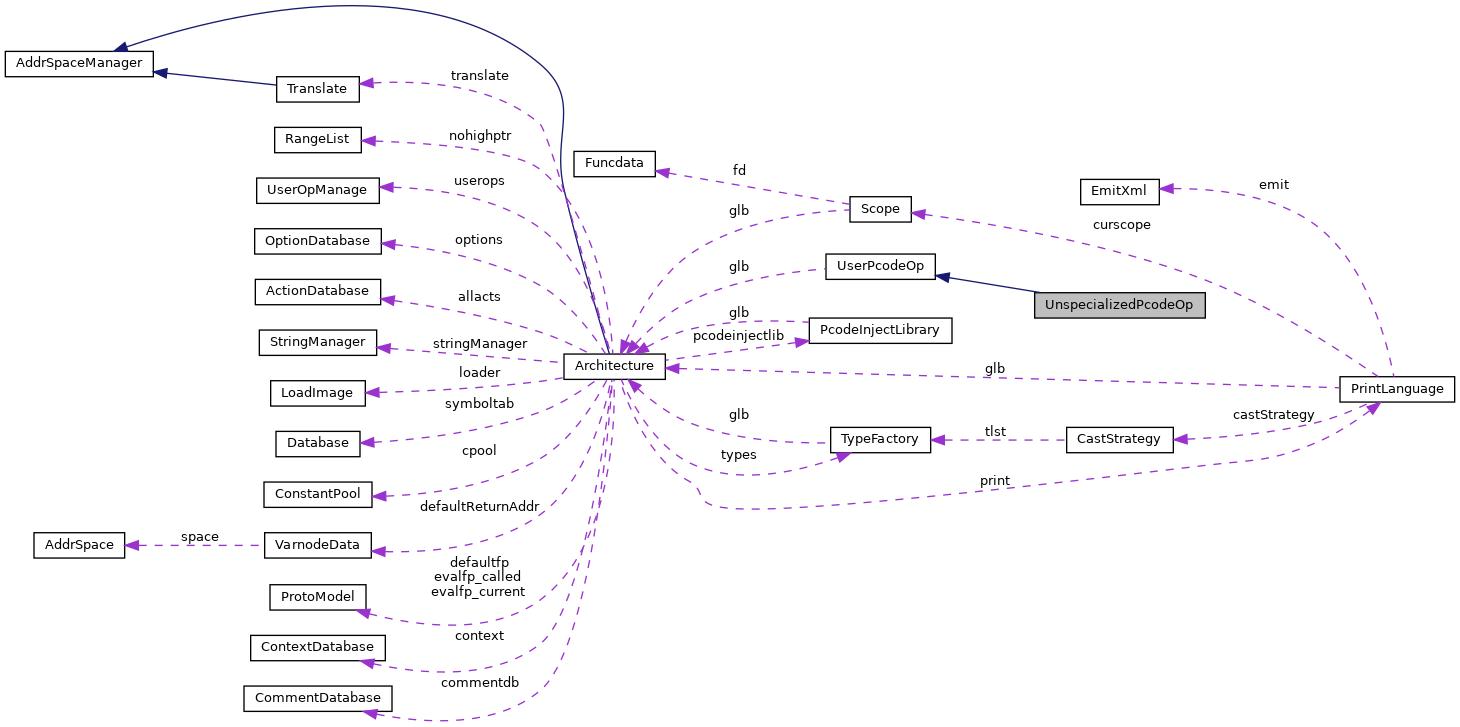 AddrSpaceManager
translate
Translate
nohighptr
RangeList
Funcdata
fd
userops
UserOpManage
EmitXml
emit
Scope
glb
curscope
options
OptionDatabase
glb
UserPcodeOp
allacts
ActionDatabase
UnspecializedPcodeOp
glb
PcodeInjectLibrary
stringManager
StringManager
pcodeinjectlib
Architecture
glb
loader
LoadImage
PrintLanguage
symboltab
Database
glb
TypeFactory
tlst
CastStrategy
castStrategy
cpool
types
ConstantPool
print
defaultReturnAddr
AddrSpace
space
VarnodeData
defaultfp
evalfp_called
evalfp_current
ProtoModel
context
ContextDatabase
commentdb
CommentDatabase